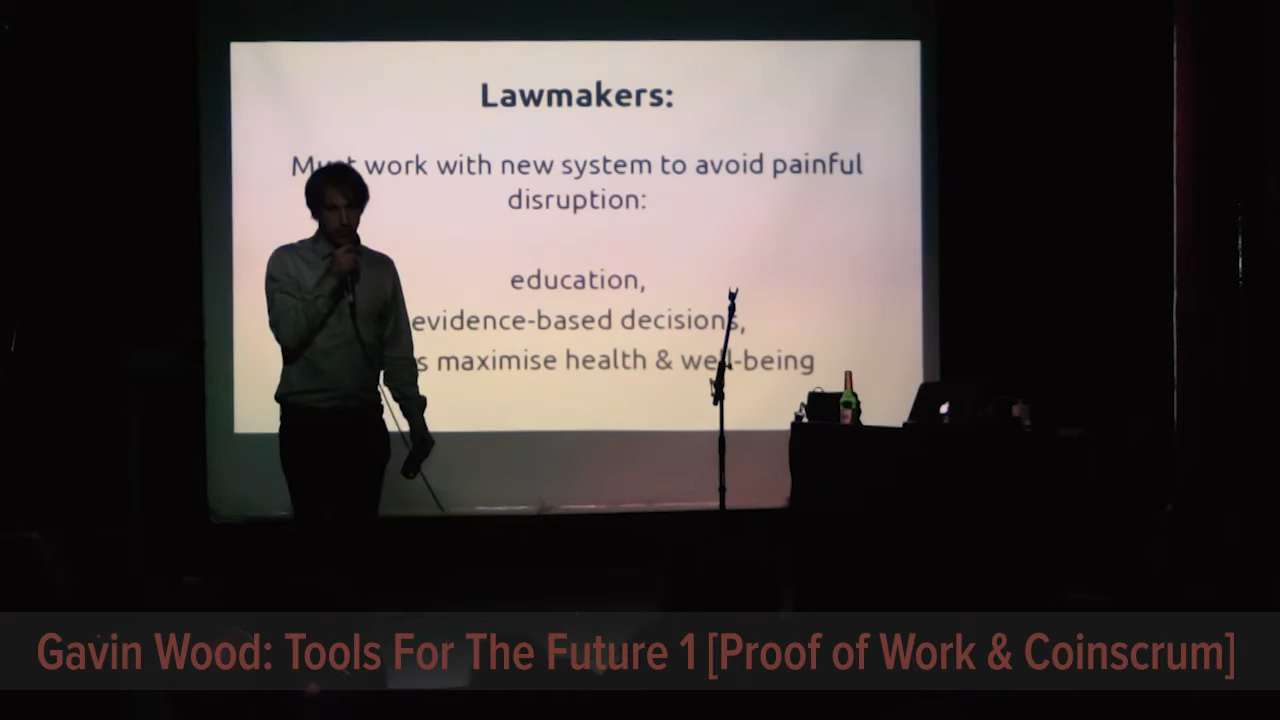 Lawmakers:
Must work with new system to avoid painful
disruption:
education,
evidence-based decisions,
maximise health & well-being
Gavin Wood: Tools For The Future 1 [Proof of Work & Coinscrum]